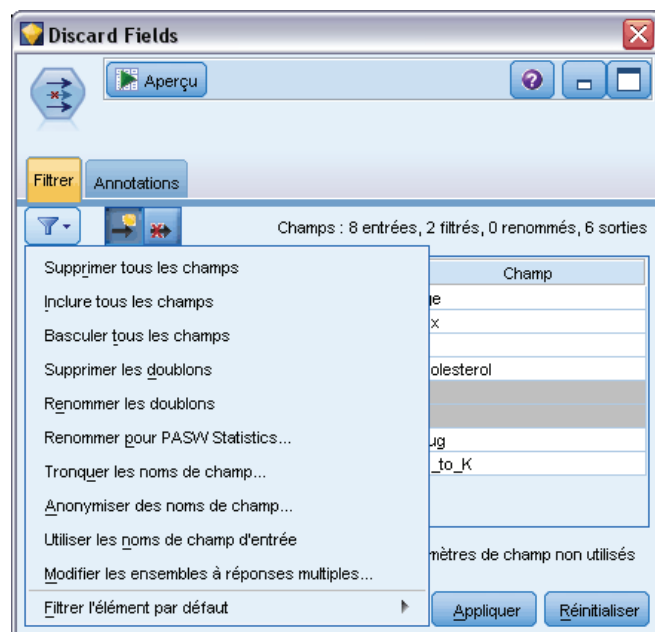 Discard Fields
Aperçu
Filtrer
Annotations
Champs : 8 entrées, 2 filtrés, 0 renommés, 6 sorties
Supprimer tous les champs
Inclure tous les champs
Basculer tous les champs
Supprimer les doublons
Renommer les doublons
Renommer pour PASW Statistics...
Tronquer les noms de champ...
Anonymiser des noms de champ...
Utiliser les noms de champ d'entrée
Modifier les ensembles à réponses multiples...
Filtrer l'élément par défaut
Champ
ge
x
olesterol
ug
_to_K
mètres de champ non utilisés
Appliquer
Réinitialiser